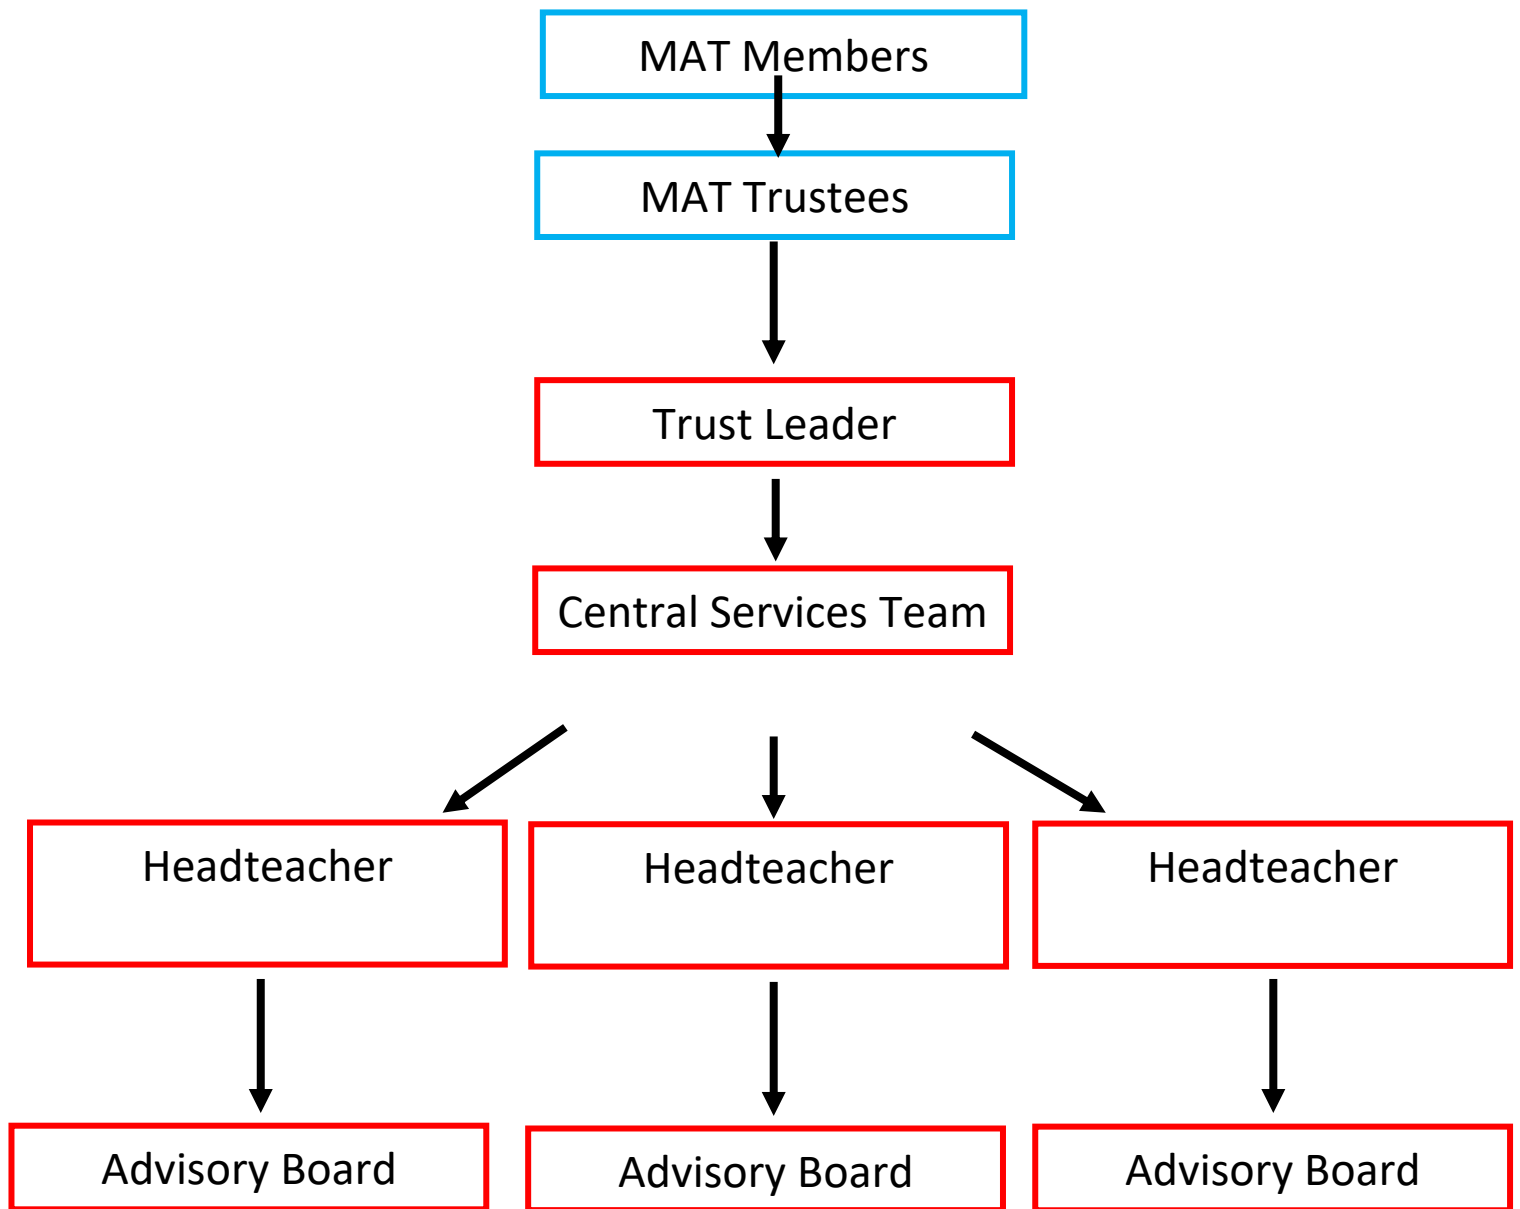 MAT Members
MAT Trustees
Trust Leader
Central Services Team
Headteacher
Headteacher
Headteacher
Advisory Board
Advisory Board
Advisory Board